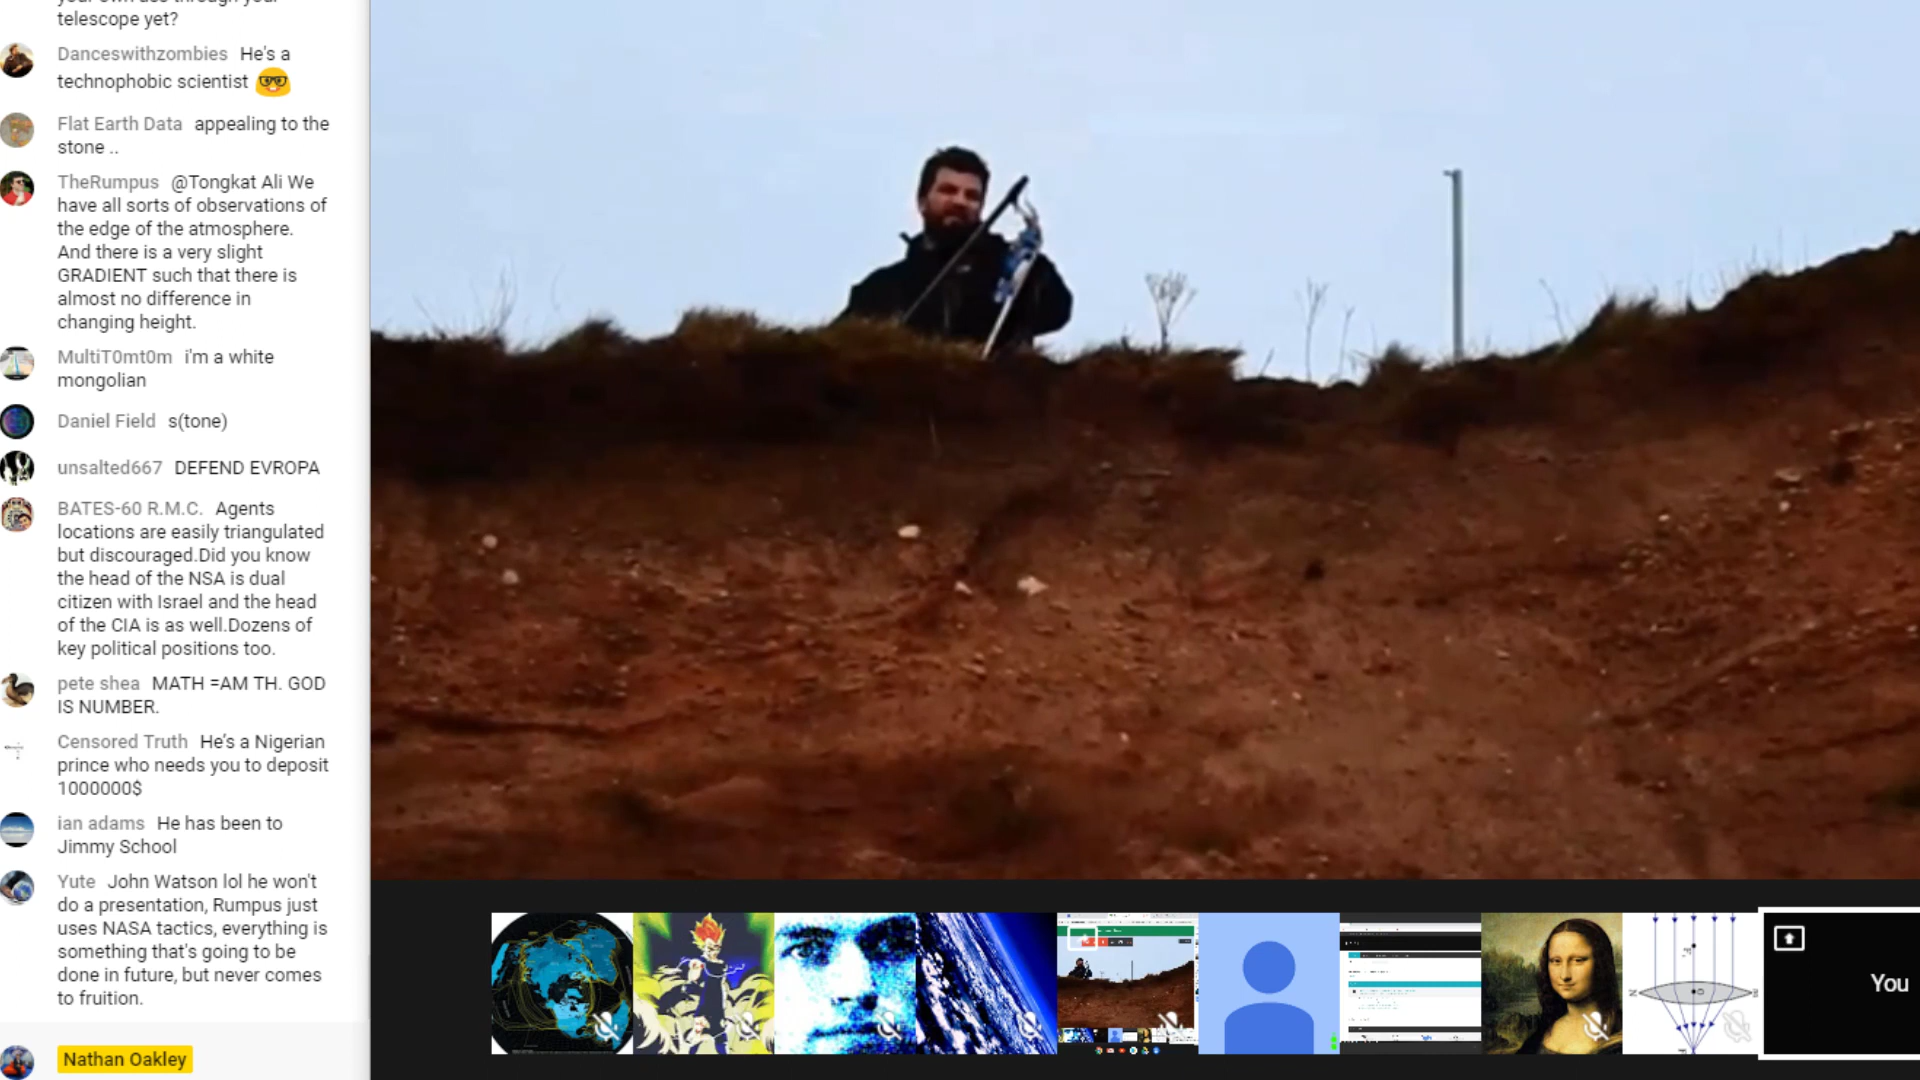 telescope yet?
Danceswithzombies He's a
technophobic scientist
Flat Earth Data appealing to the
stone ..
TheRumpus @Tongkat Ali We
have all sorts of observations of
the edge of the atmosphere.
And there is a very slight
GRADIENT such that there is
almost no difference in
changing height.
MultiT0mt0m i'm a white
mongolian
Daniel Field s(tone)
unsalted667 DEFEND EVROPA
BATES-60 R.M.C. Agents
locations are easily triangulated
but discouraged.Did you know
the head of the NSA is dual
citizen with Israel and the head
of the CIA is as well.Dozens of
key political positions too.
pete shea MATH =AM TH. GOD
IS NUMBER.
Censored Truth He's a Nigerian
prince who needs you to deposit
1000000$
ian adams He has been to
Jimmy School
Yute John Watson lol he won't
do a presentation, Rumpus just
uses NASA tactics, everything is
something that's going to be
done in future, but never comes
to fruition.
Nathan Oakley
You